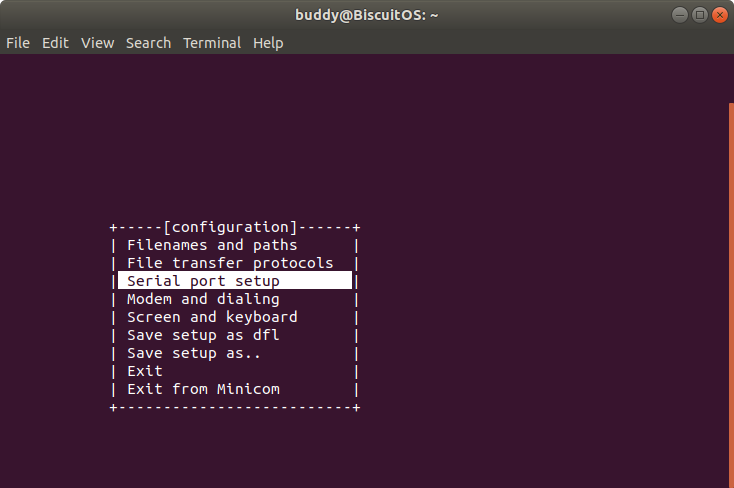 buddy@BiscuitOS: ~
File Edit View Search Terminal Help
+-----[configuration]------+
| Filenames and paths      |
| File transfer protocols  |
| Serial port setup        |
| Modem and dialing        |
| Screen and keyboard      |
| Save setup as dfl        |
| Save setup as..          |
| Exit                     |
| Exit from Minicom        |
+--------------------------+